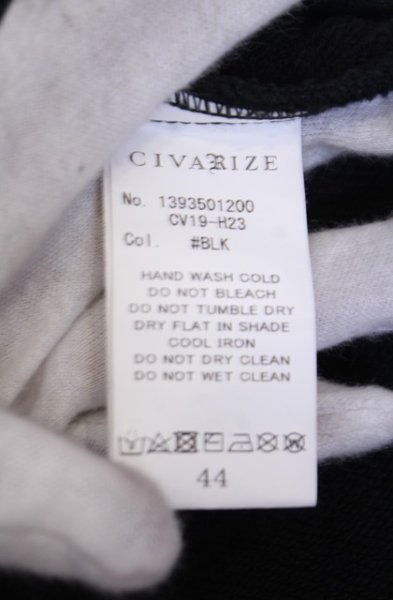 CIVARIZE
No. 1393501200
CV19-H23
Col. #BLK
HAND WASH COLD
DO NOT BLEACH
DO NOT TUMBLE DRY
DRY FLAT IN SHADE
COOL IRON
DO NOT DRY CLEAN
DO NOT WET CLEAN
44